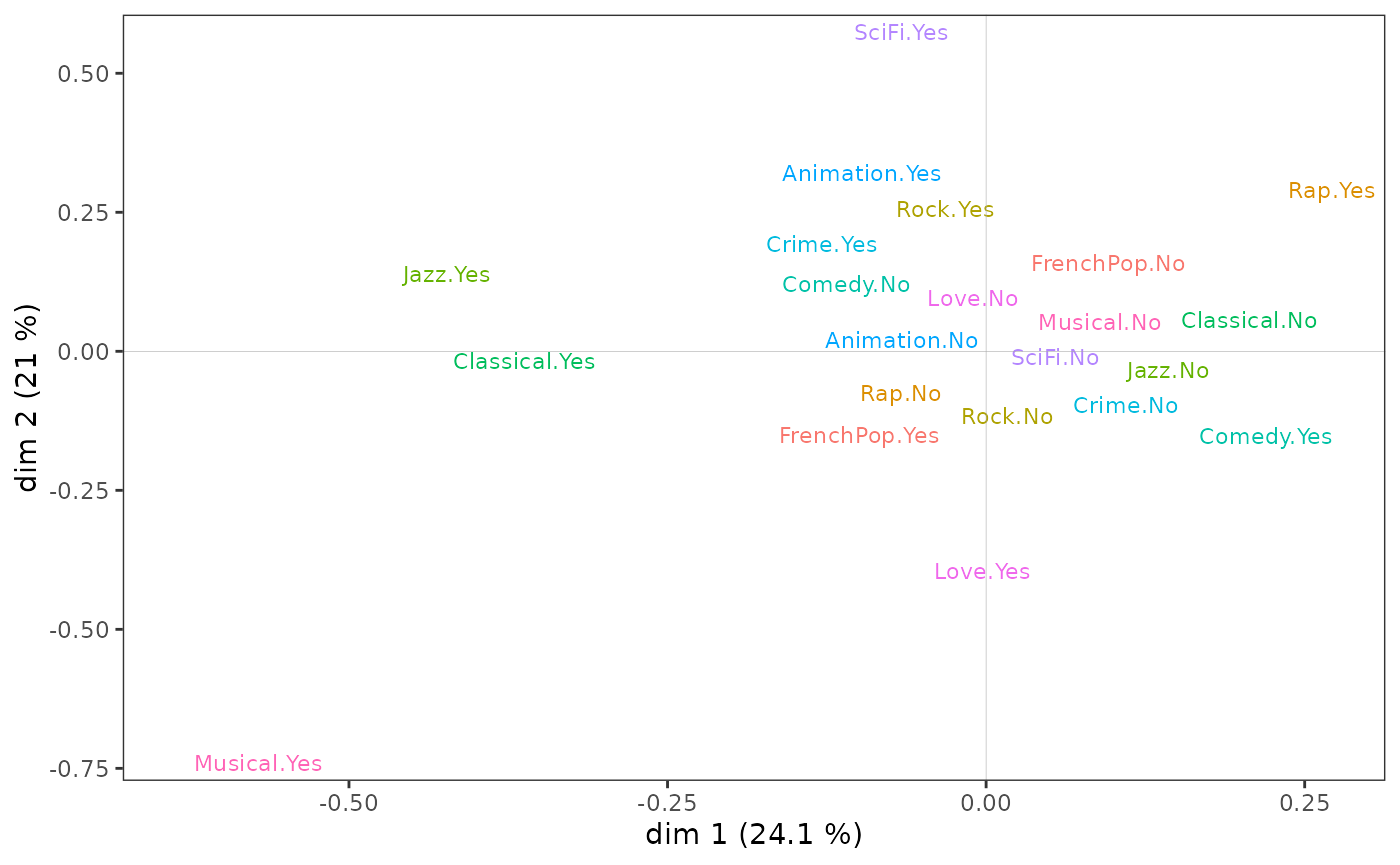 SciFi.Yes
0.50
Animation.Yes
Rap.Yes
Rock.Yes
0.25
Crime.Yes
FrenchPop.No
Jazz.Yes
Comedy.No
Love.No
Classical.No
Musical.No
Animation.No
0.00
SciFi.No
Classical.Yes
Jazz.No
Rap.No
Crime.No
Rock.No
FrenchPop.Yes
Comedy.Yes
-0.25
Love.Yes
-0.50
Musical.Yes
-0.75
-0.50 -0.25 0.00 0.25
dim 1 (24.1 %)
dim 2 (21 %)